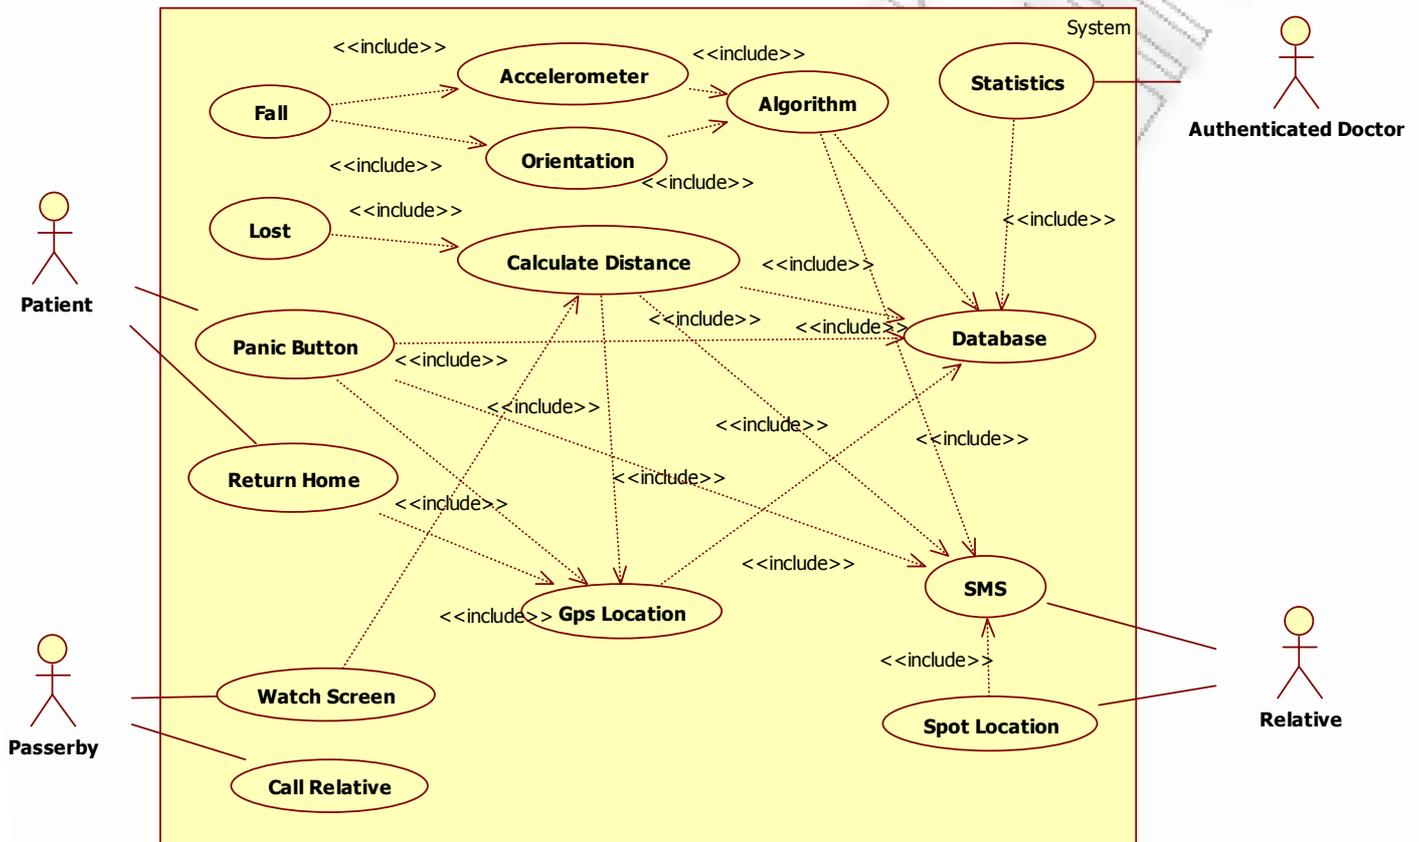 System
<<include>>
<<include>>
Accelerometer
Statistics
Algorithm
Fall
Authenticated Doctor
Orientation
<<include>>
<<include>>
<<include>>
<<include>>
Lost
Calculate Distance
<<include>>
Patient
<<include>>
<<include>>
Database
Panic Button
<<include>>
<<include>>
<<include>>
<<include>>
<<include>>
Return Home
<<include>>
<<include>>
SMS
Gps Location
<<include>>
<<include>>
Watch Screen
Relative
Spot Location
Passerby
Call Relative